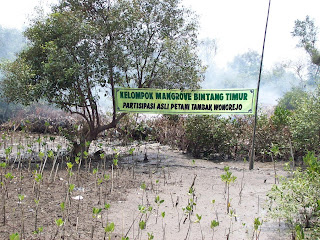 KELOMPOK MANGROVE BINTANG TIMUR
PARTISIPASI ASLI PETANI TAMBAK WONOREJO